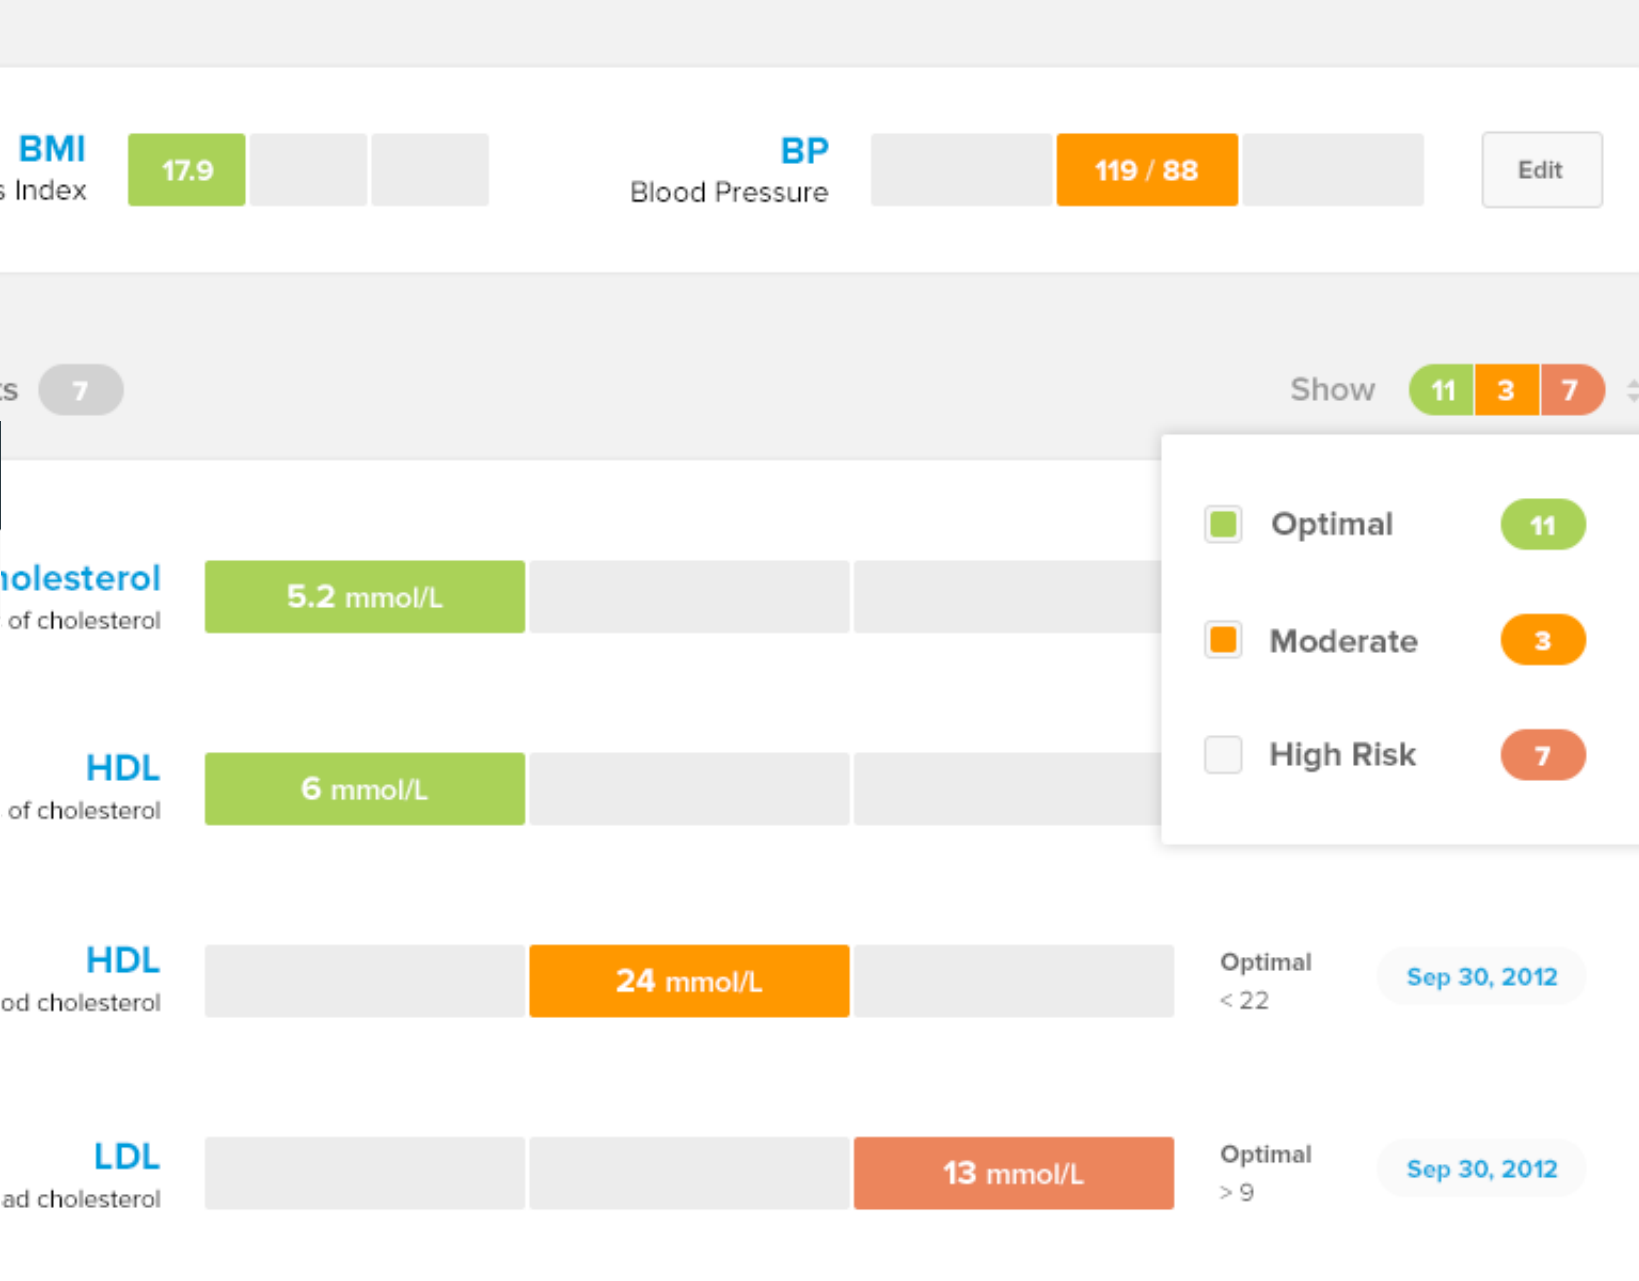 BMI
s Index
17.9
BP
Blood Pressure
119 / 88
Edit
ts 7
Show 11 3 7
Optimal 11
Moderate 3
High Risk 7
holesterol
of cholesterol
5.2 mmol/L
HDL
of cholesterol
6 mmol/L
HDL
od cholesterol
24 mmol/L
Optimal
< 22
Sep 30, 2012
LDL
ad cholesterol
13 mmol/L
Optimal
> 9
Sep 30, 2012